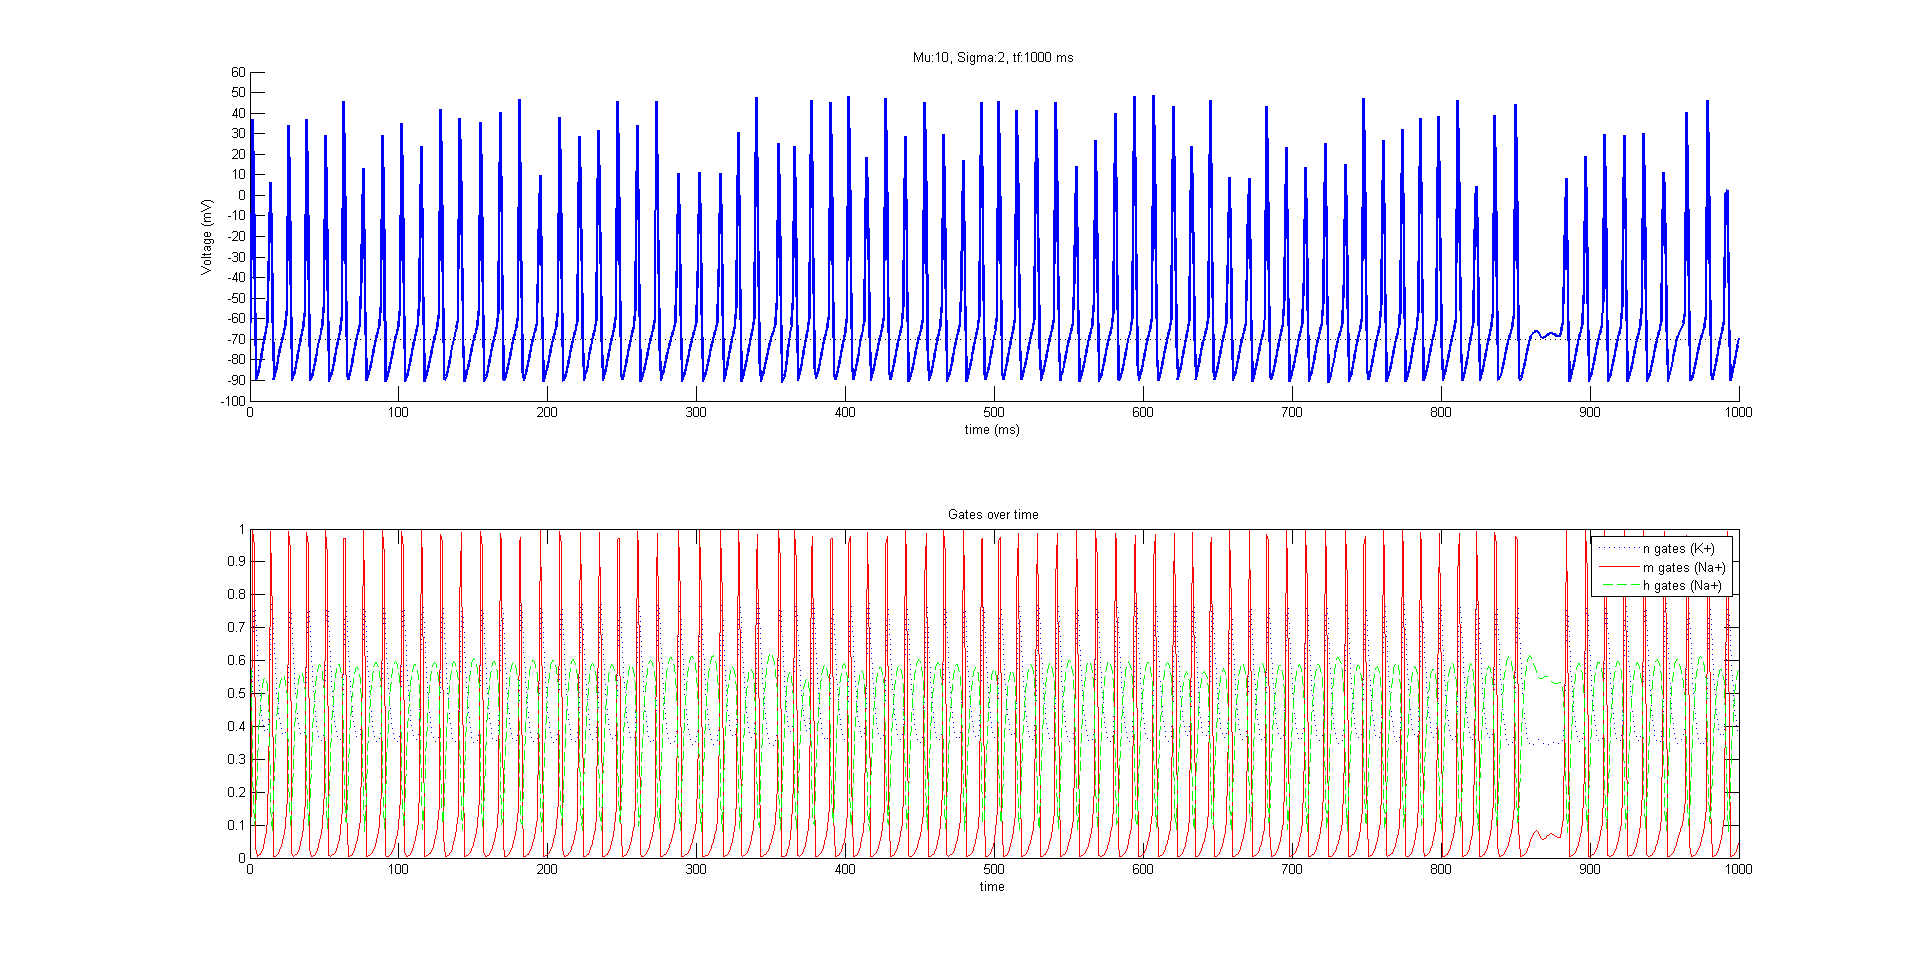 Mu:10, Sigma:2, tf:1000 ms
60
50
40
30
20
10
0
-10
-20
-30
-40
-50
-60
-70
-80
-90
-100
Voltage (mV)
0 100 200 300 400 500 600 700 800 900 1000
time (ms)
Gates over time
1
0.9
0.8
0.7
0.6
0.5
0.4
0.3
0.2
0.1
0
n gates (K+)
m gates (Na+)
h gates (Na+)
0 100 200 300 400 500 600 700 800 900 1000
time